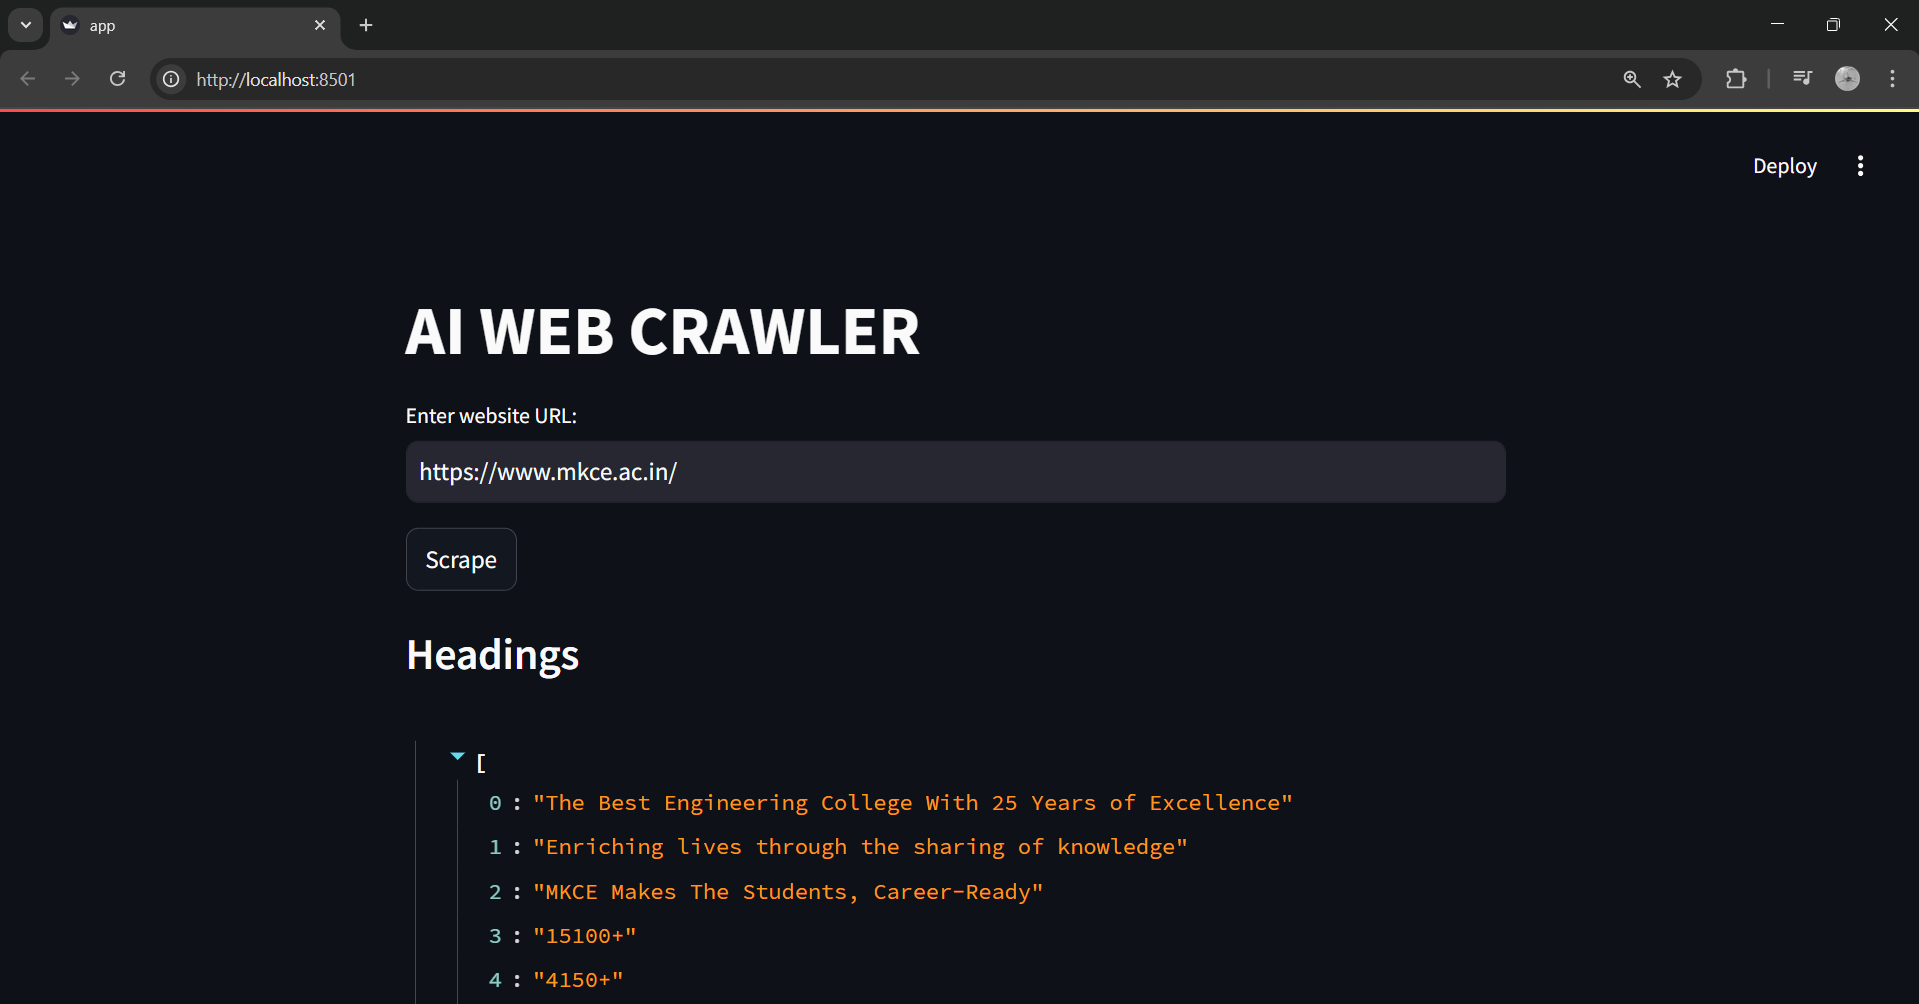 app
http://localhost:8501
Deploy
AI WEB CRAWLER
Enter website URL:
https://www.mkce.ac.in/
Scrape
Headings
[
0 : "The Best Engineering College With 25 Years of Excellence"
1 : "Enriching lives through the sharing of knowledge"
2 : "MKCE Makes The Students, Career-Ready"
3 : "15100+"
4 : "4150+"